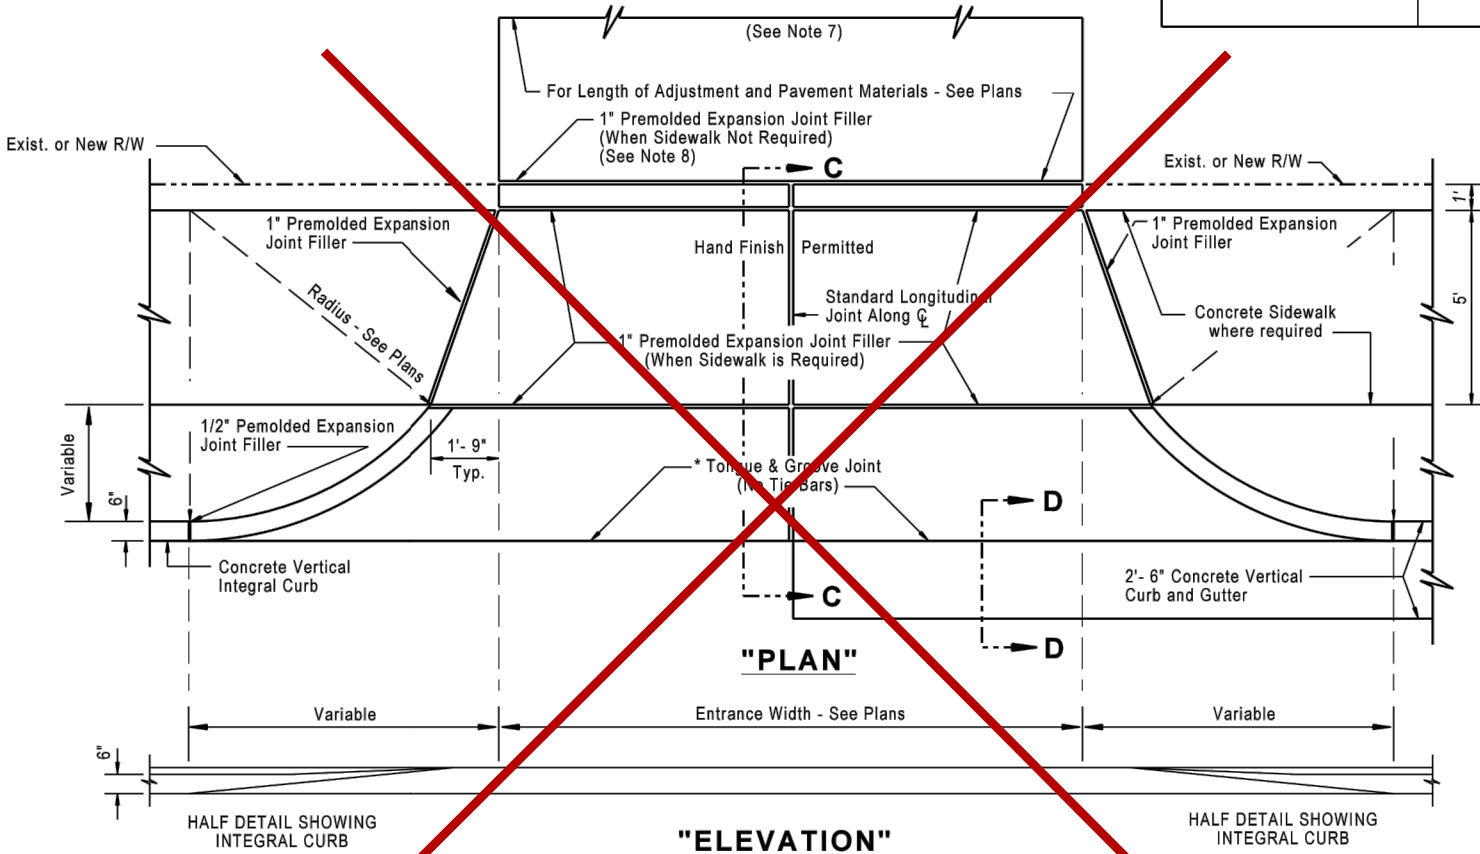 (See Note 7)
For Length of Adjustment and Pavement Materials - See Plans
1" Premolded Expansion Joint Filler
(When Sidewalk Not Required)
(See Note 8)
Exist. or New R/W
C
Exist. or New R/W
1'
1" Premolded Expansion
Joint Filler
Hand Finish Permitted
1" Premolded Expansion
Joint Filler
Radius - See Plans
Standard Longitudinal
Joint Along ℄
5'
Concrete Sidewalk
where required
1" Premolded Expansion Joint Filler
(When Sidewalk is Required)
1/2" Pemolded Expansion
Joint Filler
Variable
6"
1'- 9"
Typ.
* Tongue & Groove Joint
(No Tie Bars)
D
Concrete Vertical
Integral Curb
C
2'- 6" Concrete Vertical
Curb and Gutter
D
"PLAN"
Variable
Entrance Width - See Plans
Variable
6"
HALF DETAIL SHOWING
INTEGRAL CURB
"ELEVATION"
HALF DETAIL SHOWING
INTEGRAL CURB